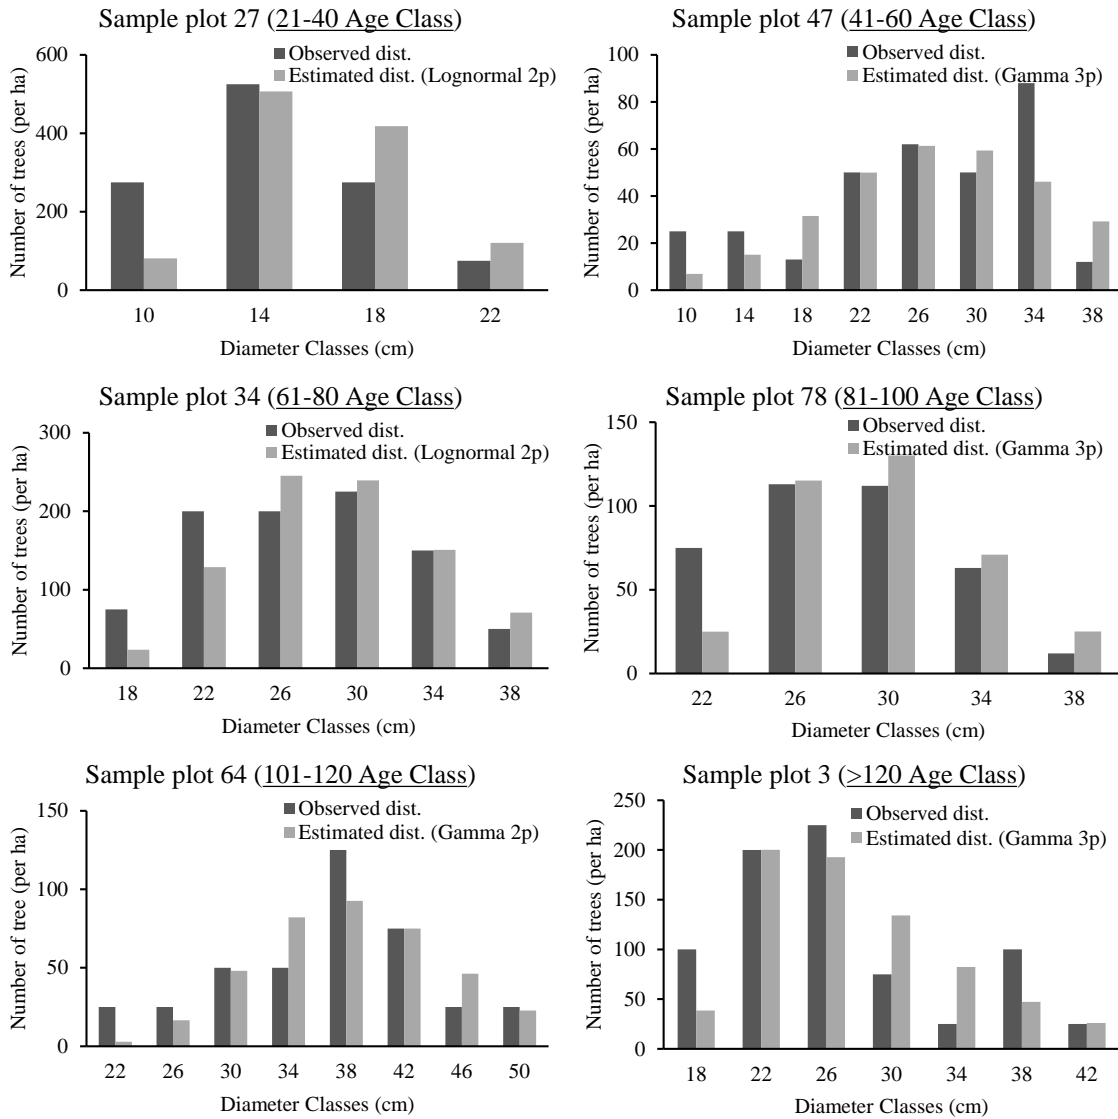 Sample plot 27 (21-40 Age Class)
Number of trees (per ha)
600
400
200
0
Observed dist.
Estimated dist. (Lognormal 2p)
10 14 18 22
Diameter Classes (cm)
Sample plot 47 (41-60 Age Class)
Number of trees (per ha)
100
80
60
40
20
0
Observed dist.
Estimated dist. (Gamma 3p)
10 14 18 22 26 30 34 38
Diameter Classes (cm)
Sample plot 34 (61-80 Age Class)
Number of trees (per ha)
300
200
100
0
Observed dist.
Estimated dist. (Lognormal 2p)
18 22 26 30 34 38
Diameter Classes (cm)
Sample plot 78 (81-100 Age Class)
Number of trees (per ha)
150
100
50
0
Observed dist.
Estimated dist. (Gamma 3p)
22 26 30 34 38
Diameter Classes (cm)
Sample plot 64 (101-120 Age Class)
Number of tree (per ha)
150
100
50
0
Observed dist.
Estimated dist. (Gamma 2p)
22 26 30 34 38 42 46 50
Diameter Classes (cm)
Sample plot 3 (>120 Age Class)
Number of trees (per ha)
250
200
150
100
50
0
Observed dist.
Estimated dist. (Gamma 3p)
18 22 26 30 34 38 42
Diameter Classes (cm)